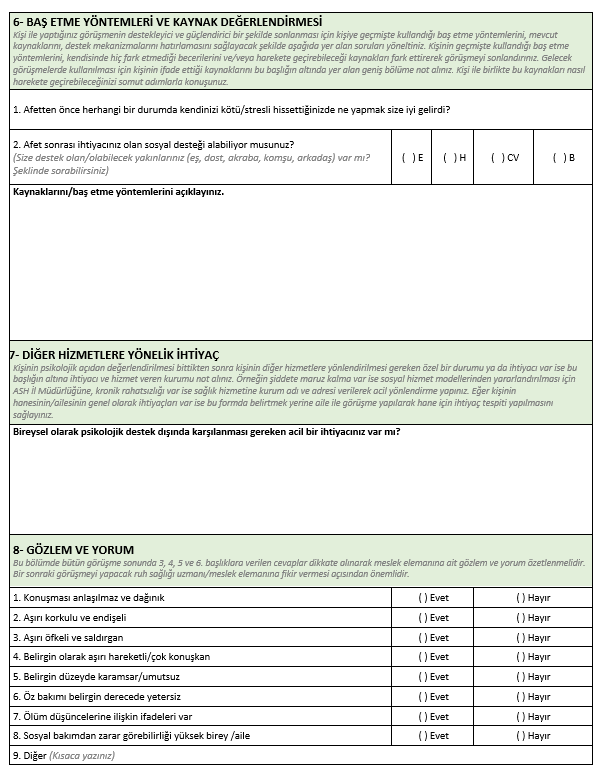 6- BAŞ ETME YÖNTEMLERİ VE KAYNAK DEĞERLENDİRMESİ
Kişi ile yaptığınız görüşmenin destekleyici ve güçlendirici bir şekilde sonlanması için kişiye geçmişte kullandığı baş etme yöntemlerini, mevcut
kaynaklarını, destek mekanizmalarını hatırlamasını sağlayacak şekilde aşağıda yer alan soruları yöneltiniz. Kişinin geçmişte kullandığı baş etme
yöntemlerini, kendisinde hiç fark etmediği becerilerini ve/veya harekete geçirebileceği kaynakları fark ettirerek görüşmeyi sonlandırınız. Gelecek
görüşmelerde kullanılması için kişinin ifade ettiği kaynaklarını bu başlığın altında yer alan geniş bölüme not alınız. Kişi ile birlikte bu kaynakları nasıl
harekete geçirebileceğinizi somut adımlarla konuşunuz.
1. Afetten önce herhangi bir durumda kendinizi kötü/stresli hissettiğinizde ne yapmak size iyi gelirdi?
2. Afet sonrası ihtiyacınız olan sosyal desteği alabiliyor musunuz?
(Size destek olan/olabilecek yakınlarınız (eş, dost, akraba, komşu, arkadaş) var mı?
Şeklinde sorabilirsiniz)
( ) E ( ) H ( ) CV ( ) B
Kaynaklarını/baş etme yöntemlerini açıklayınız.
7- DİĞER HİZMETLERE YÖNELİK İHTİYAÇ
Kişinin psikolojik açıdan değerlendirilmesi bittikten sonra kişinin diğer hizmetlere yönlendirilmesi gereken özel bir durumu ya da ihtiyacı var ise bu
başlığın altına ihtiyacı ve hizmet veren kurumu not alınız. Örneğin şiddete maruz kalma var ise sosyal hizmet modellerinden yararlandırılması için
ASH İl Müdürlüğüne, kronik rahatsızlığı var ise sağlık hizmetine kurum adı ve adresi verilerek acil yönlendirme yapınız. Eğer kişinin
hanesinin/ailesinin genel olarak ihtiyaçları var ise bu formda belirtmek yerine aile ile görüşme yapılarak hane için ihtiyaç tespiti yapılmasını
sağlayınız.
Bireysel olarak psikolojik destek dışında karşılanması gereken acil bir ihtiyacınız var mı?
8- GÖZLEM VE YORUM
Bu bölümde bütün görüşme sonunda 3, 4, 5 ve 6. başlıklara verilen cevaplar dikkate alınarak meslek elemanına ait gözlem ve yorum özetlenmelidir.
Bir sonraki görüşmeyi yapacak ruh sağlığı uzmanı/meslek elemanına fikir vermesi açısından önemlidir.
1. Konuşması anlaşılmaz ve dağınık ( ) Evet ( ) Hayır
2. Aşırı korkulu ve endişeli ( ) Evet ( ) Hayır
3. Aşırı öfkeli ve saldırgan ( ) Evet ( ) Hayır
4. Belirgin olarak aşırı hareketli/çok konuşkan ( ) Evet ( ) Hayır
5. Belirgin düzeyde karamsar/umutsuz ( ) Evet ( ) Hayır
6. Öz bakımı belirgin derecede yetersiz ( ) Evet ( ) Hayır
7. Ölüm düşüncelerine ilişkin ifadeleri var ( ) Evet ( ) Hayır
8. Sosyal bakımdan zarar görebilirliği yüksek birey /aile ( ) Evet ( ) Hayır
9. Diğer (Kısaca yazınız)